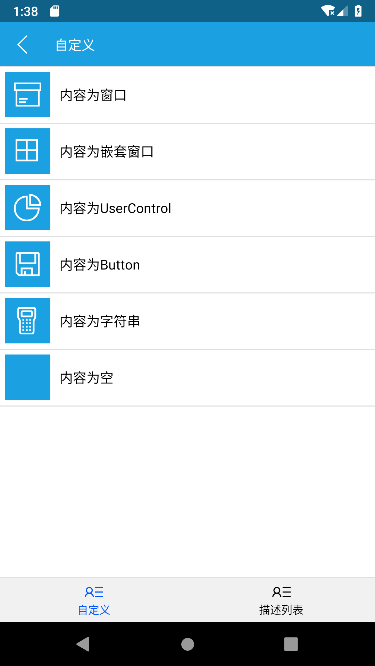 1:38
自定义
内容为窗口
内容为嵌套窗口
内容为UserControl
内容为Button
内容为字符串
内容为空
自定义
描述列表